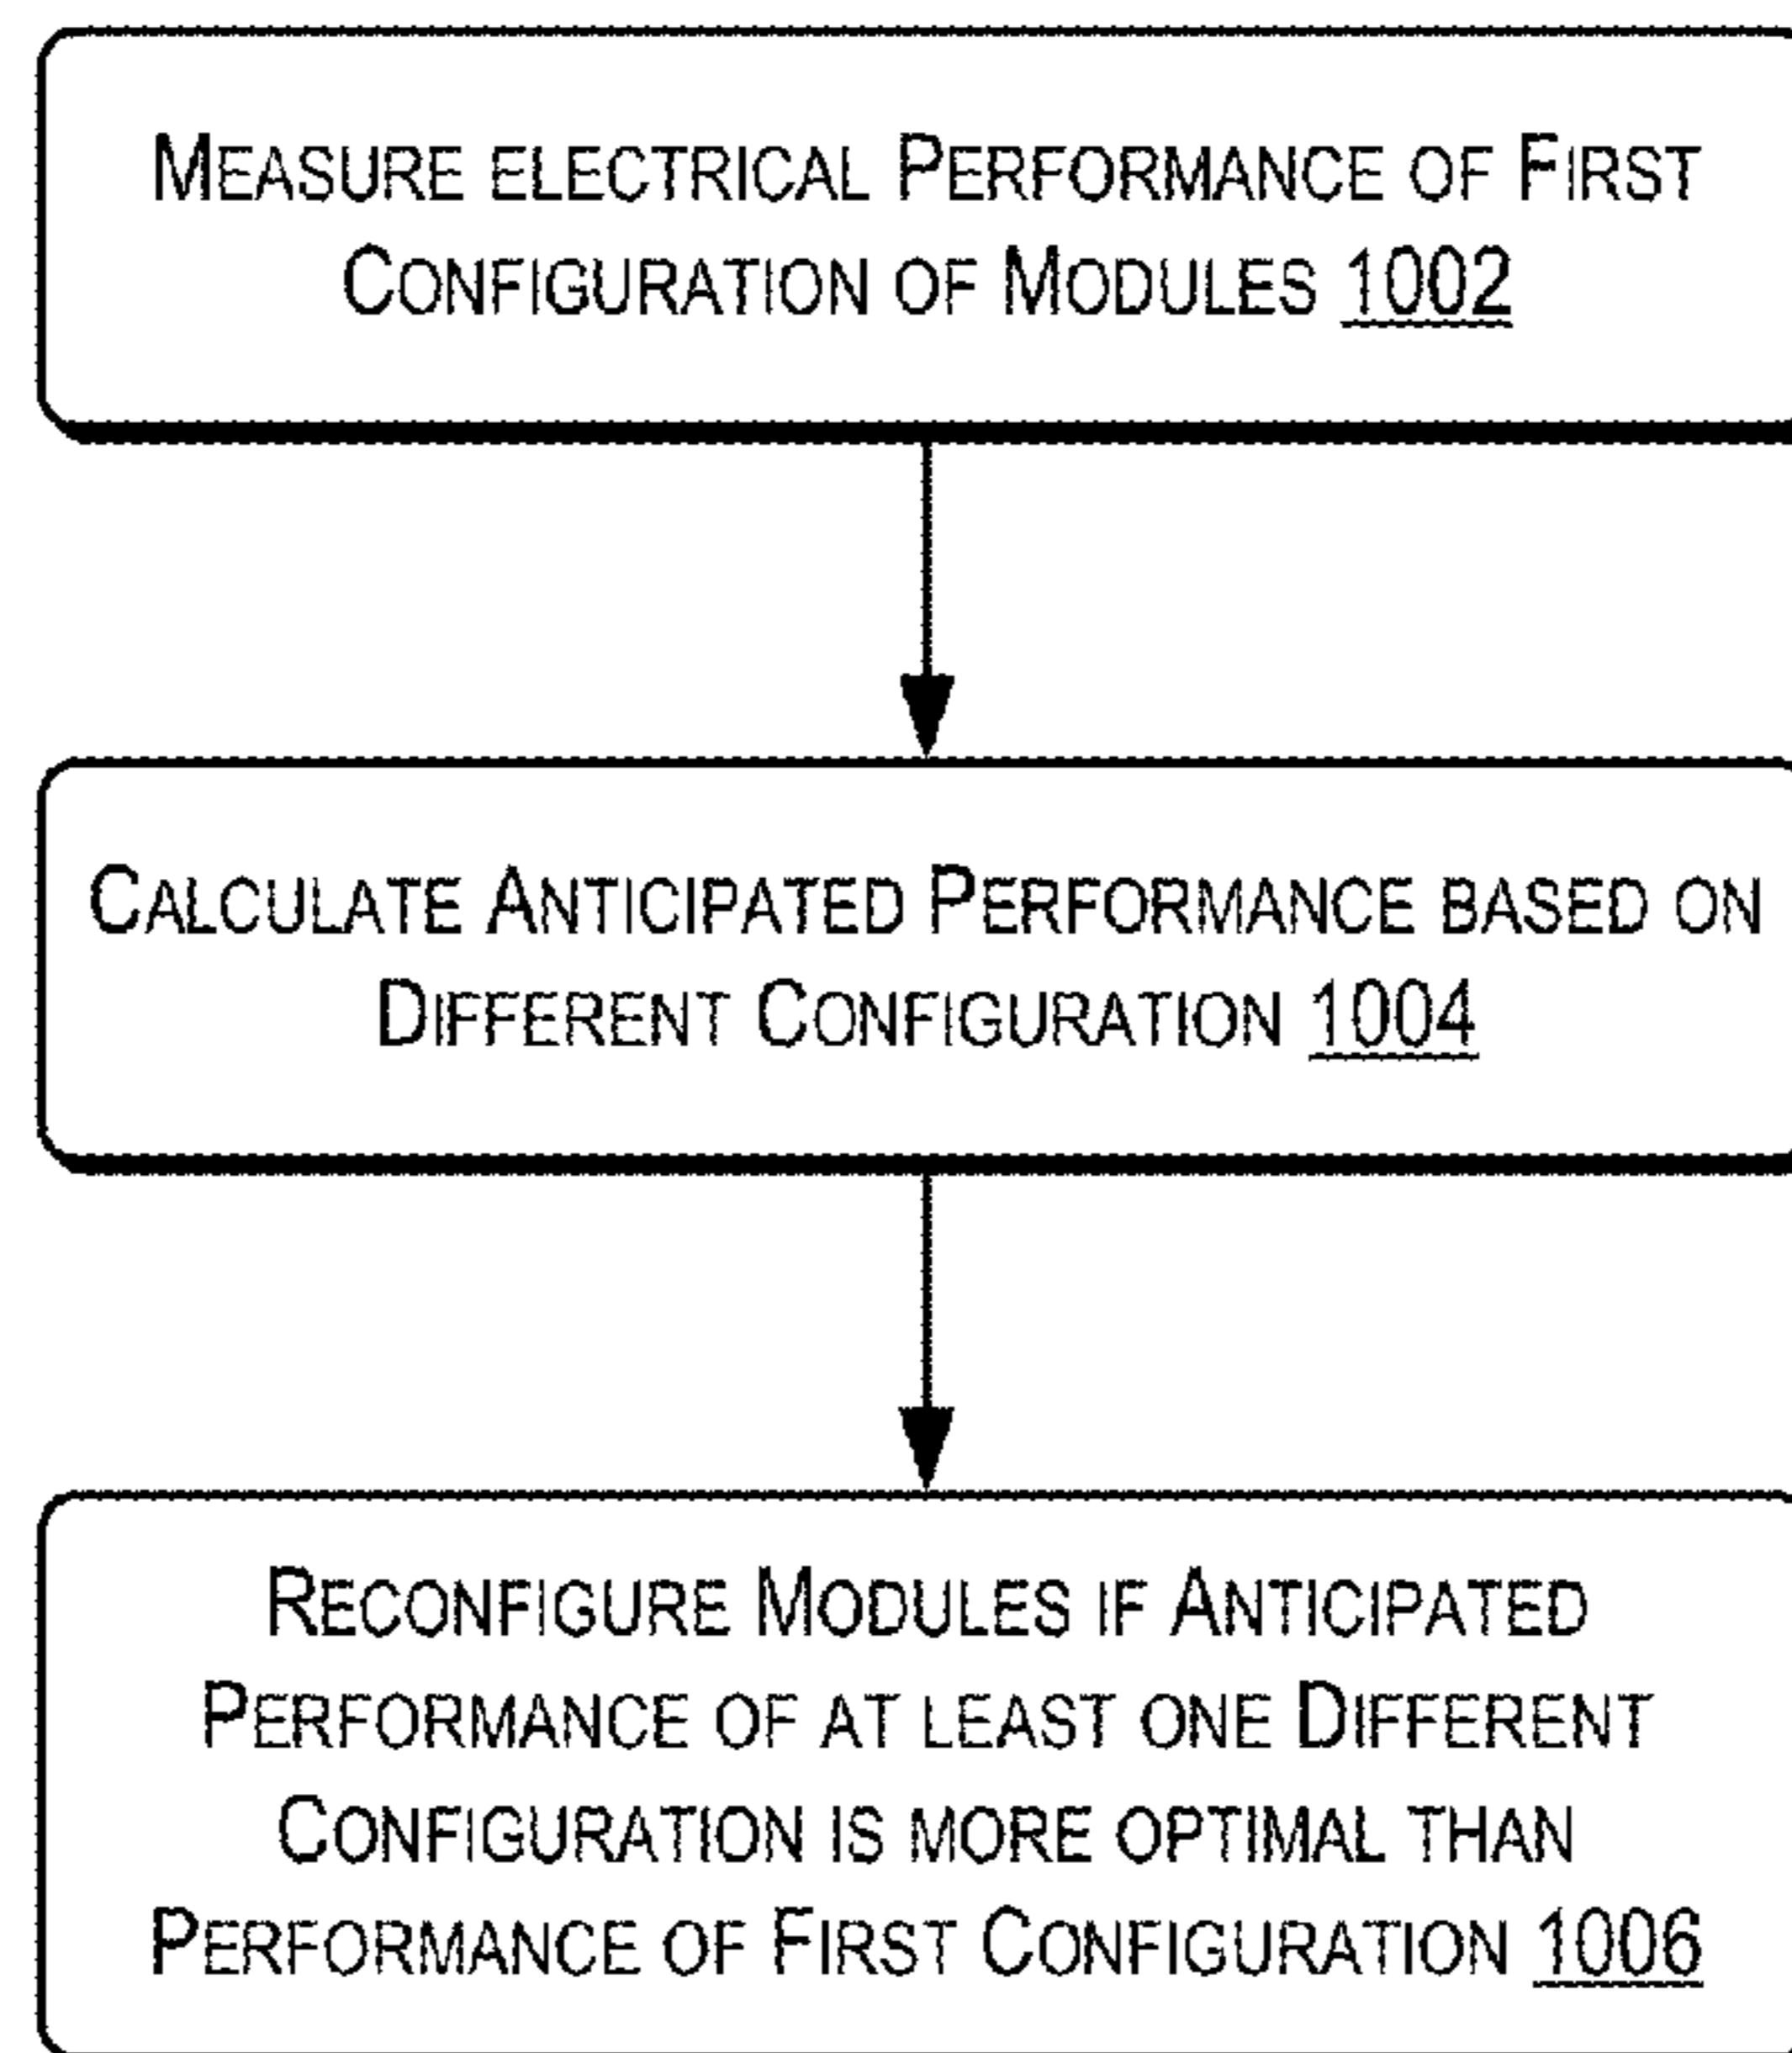 MEASURE ELECTRICAL PERFORMANCE OF FIRST
CONFIGURATION OF MODULES 1002
CALCULATE ANTICIPATED PERFORMANCE BASED ON
DIFFERENT CONFIGURATION 1004
RECONFIGURE MODULES IF ANTICIPATED
PERFORMANCE OF AT LEAST ONE DIFFERENT
CONFIGURATION IS MORE OPTIMAL THAN
PERFORMANCE OF FIRST CONFIGURATION 1006